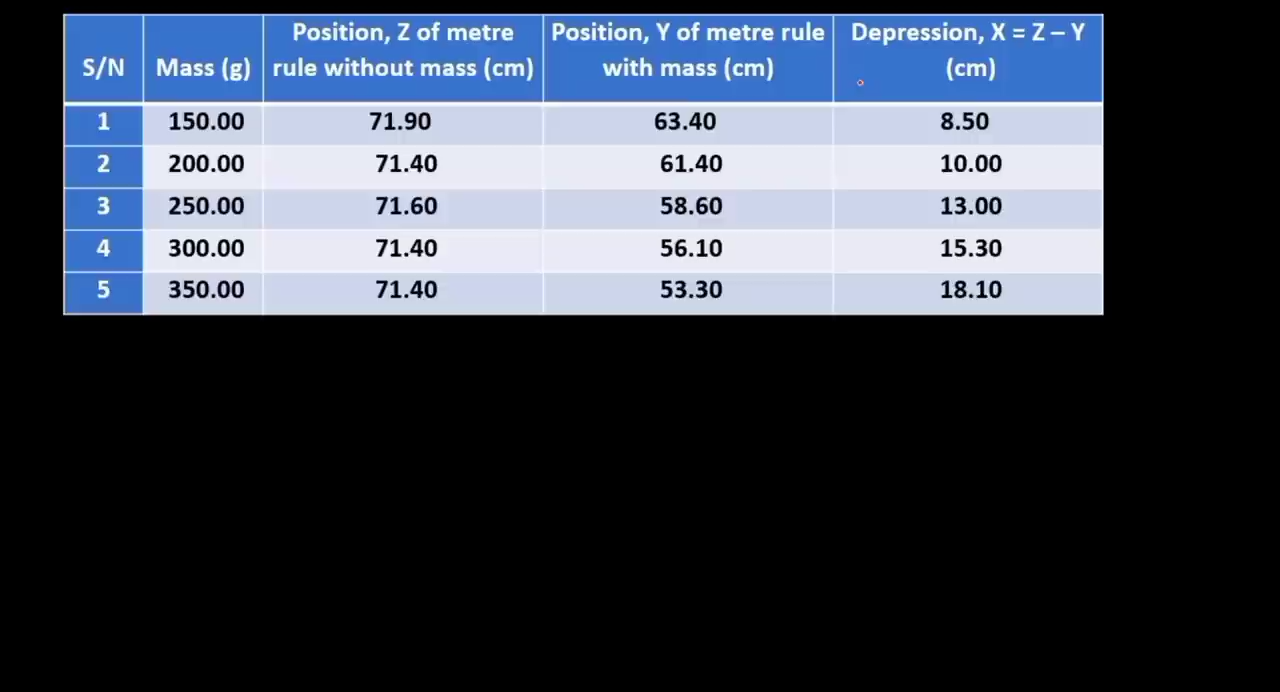 S/N Mass (g) Position, Z of metre rule without mass (cm) Position, Y of metre rule with mass (cm) Depression, X = Z – Y (cm)
1 150.00 71.90 63.40 8.50
2 200.00 71.40 61.40 10.00
3 250.00 71.60 58.60 13.00
4 300.00 71.40 56.10 15.30
5 350.00 71.40 53.30 18.10